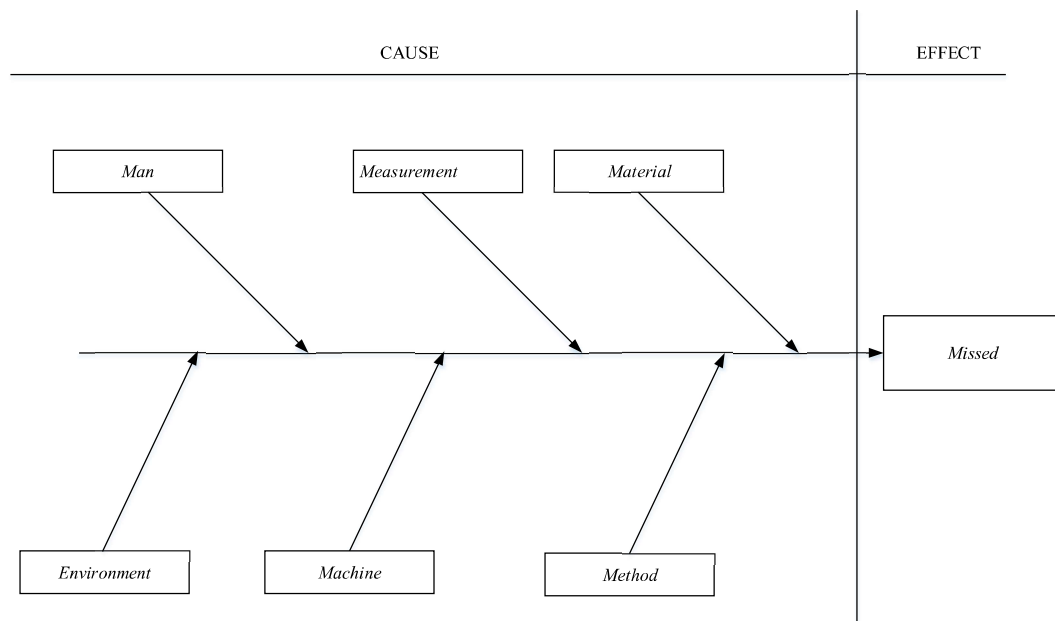 CAUSE
EFFECT
Man
Measurement
Material
Missed
Environment
Machine
Method